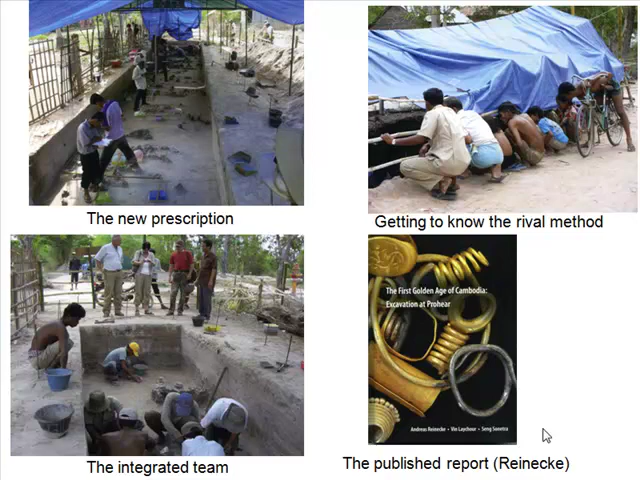 The new prescription
Getting to know the rival method
The First Golden Age of Cambodia:
Excavation at Prohear
Andreas Reinecke • Vin Laychour • Seng Sonetra
The integrated team
The published report (Reinecke)